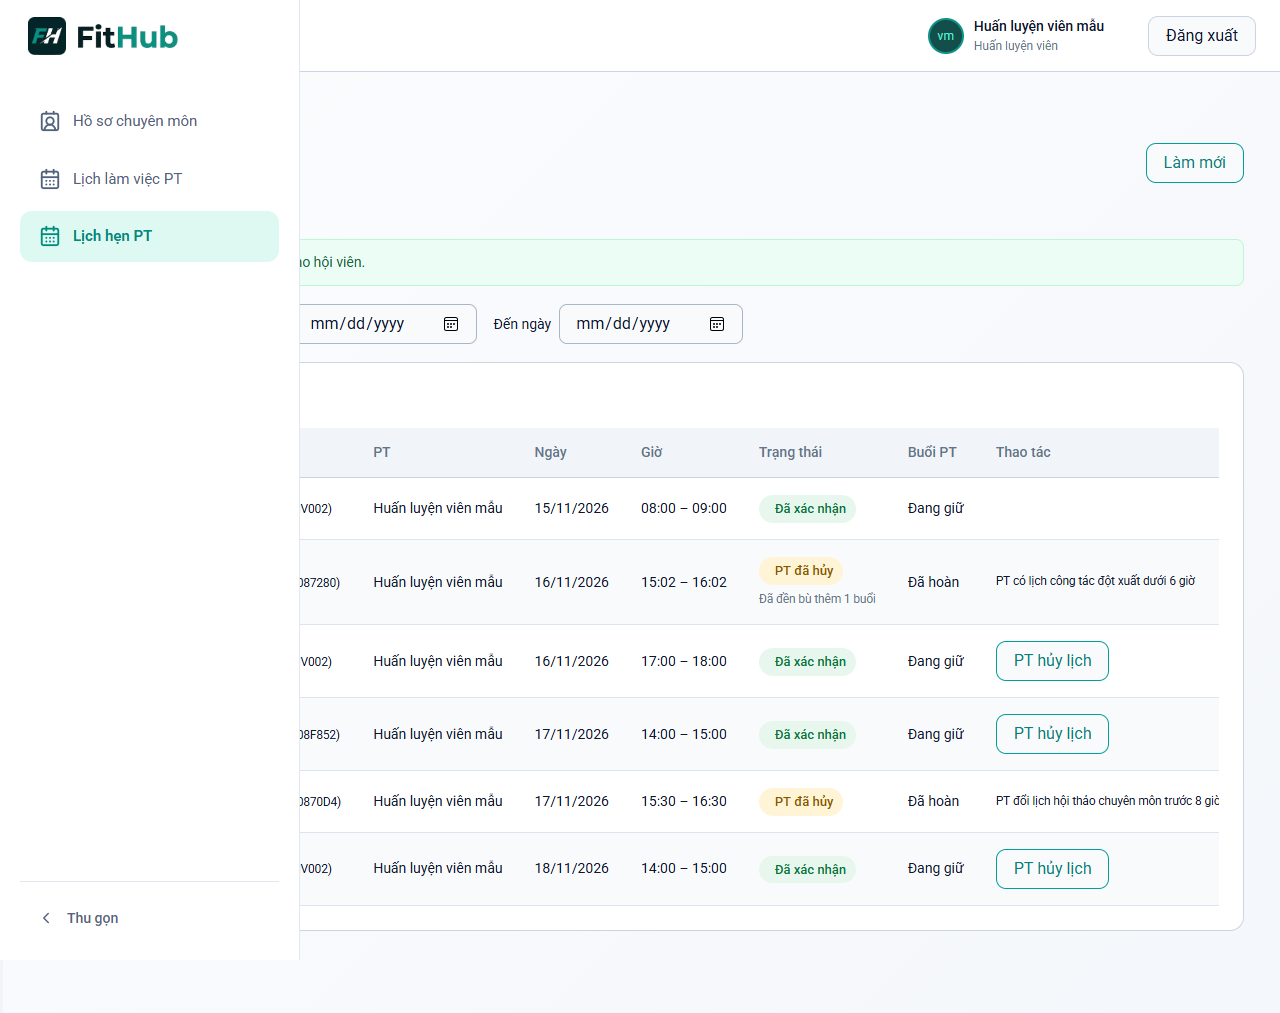 FH FitHub
Huấn luyện viên mẫu
vm
Huấn luyện viên
Đăng xuất
Hồ sơ chuyên môn
Lịch làm việc PT
Lịch hẹn PT
Làm mới
hội viên.
mm/dd/yyyy Đến ngày mm/dd/yyyy
PT Ngày Giờ Trạng thái Buổi PT Thao tác
V002) Huấn luyện viên mẫu 15/11/2026 08:00 – 09:00 Đã xác nhận Đang giữ
087280) Huấn luyện viên mẫu 16/11/2026 15:02 – 16:02 PT đã hủy Đã hoàn PT có lịch công tác đột xuất dưới 6 giờ
Đã đền bù thêm 1 buổi
V002) Huấn luyện viên mẫu 16/11/2026 17:00 – 18:00 Đã xác nhận Đang giữ PT hủy lịch
08F852) Huấn luyện viên mẫu 17/11/2026 14:00 – 15:00 Đã xác nhận Đang giữ PT hủy lịch
0870D4) Huấn luyện viên mẫu 17/11/2026 15:30 – 16:30 PT đã hủy Đã hoàn PT đổi lịch hội thảo chuyên môn trước 8 giờ
V002) Huấn luyện viên mẫu 18/11/2026 14:00 – 15:00 Đã xác nhận Đang giữ PT hủy lịch
Thu gọn